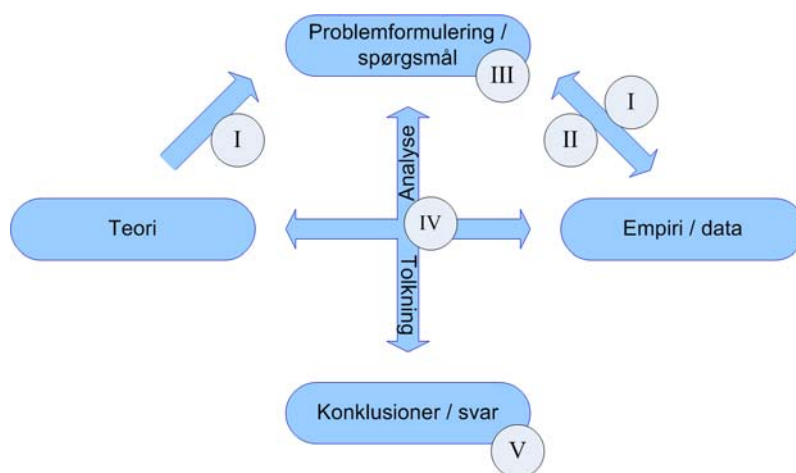 Problemformulering /
spørgsmål
III
I
I
II
Analyse
Teori
IV
Empiri / data
Tolkning
Konklusioner / svar
V